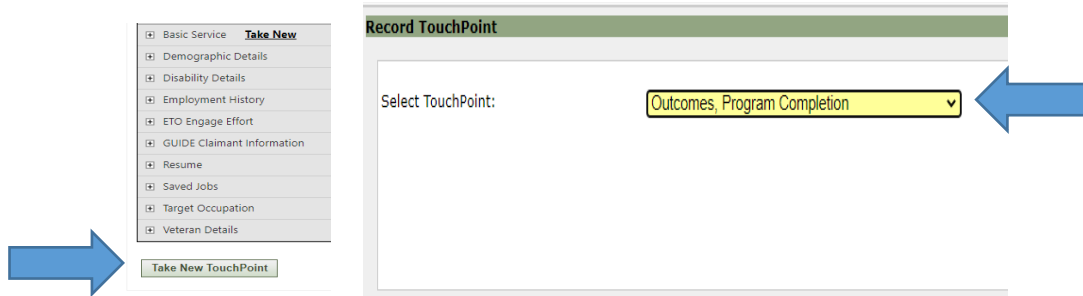 Basic Service Take New
Demographic Details
Disability Details
Employment History
ETO Engage Effort
GUIDE Claimant Information
Resume
Saved Jobs
Target Occupation
Veteran Details
Take New TouchPoint
Record TouchPoint
Select TouchPoint:
Outcomes, Program Completion